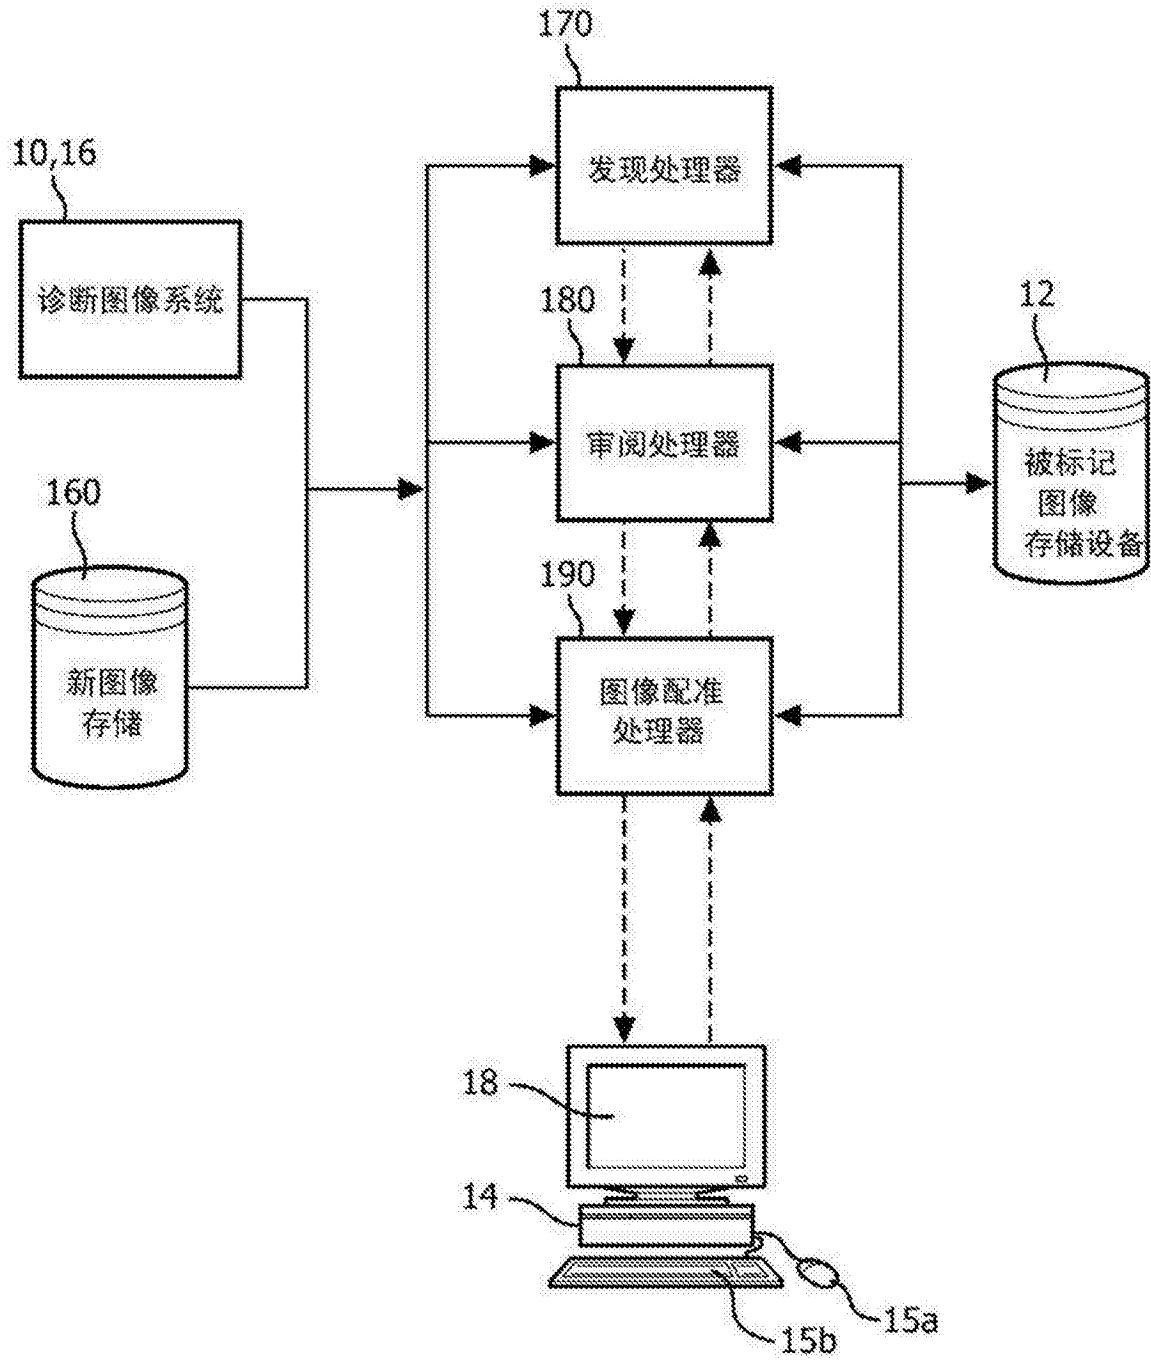 170
10,16
发现处理器
诊断图像系统
180
12
审阅处理器
被标记
图像
存储设备
160
190
新图像
存储
图像配准
处理器
18
14
15a
15b